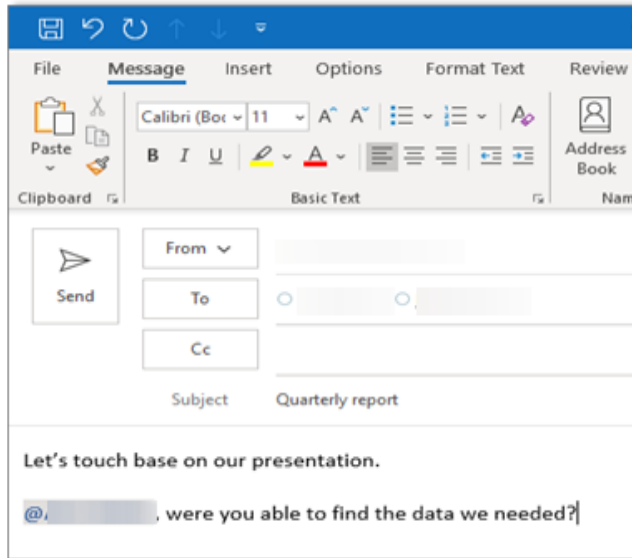 File Message Insert Options Format Text Review
Calibri (Boc 11 A A
Paste B I U A Address
Book
Clipboard Basic Text Nam
From
Send To
Cc
Subject Quarterly report
Let's touch base on our presentation.
@ , were you able to find the data we needed?